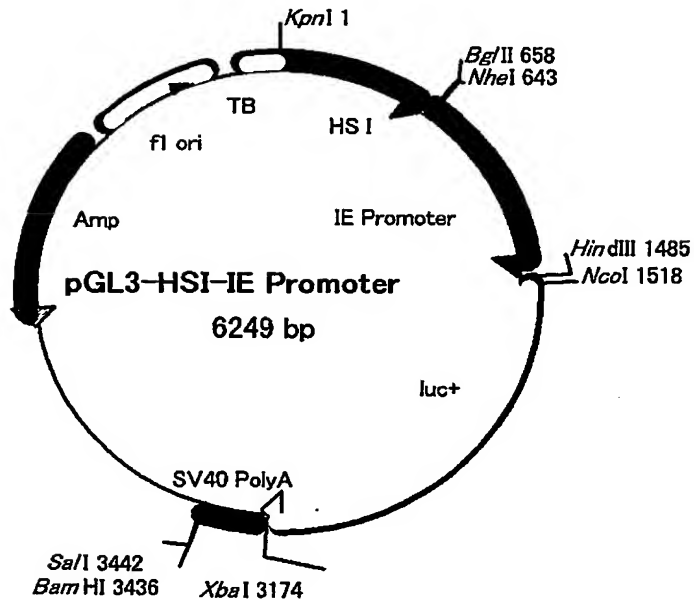 KpnI 1
BglII 658
NheI 643
TB
HS I
f1 ori
Amp
IE Promoter
HindIII 1485
NcoI 1518
pGL3-HSI-IE Promoter
6249 bp
luc+
SV40 PolyA
SalI 3442
BamHI 3436
XbaI 3174